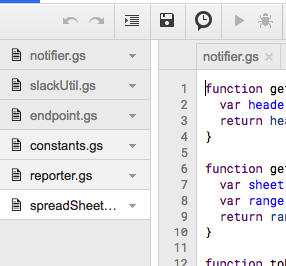 notifier.gs
slackUtil.gs
endpoint.gs
constants.gs
reporter.gs
spreadSheet...
notifier.gs
1 function ge
2 var heade
3 return hea
4 }
5
6 function ge
7 var sheet
8 var range
9 return ran
10 }
11
12 function tol